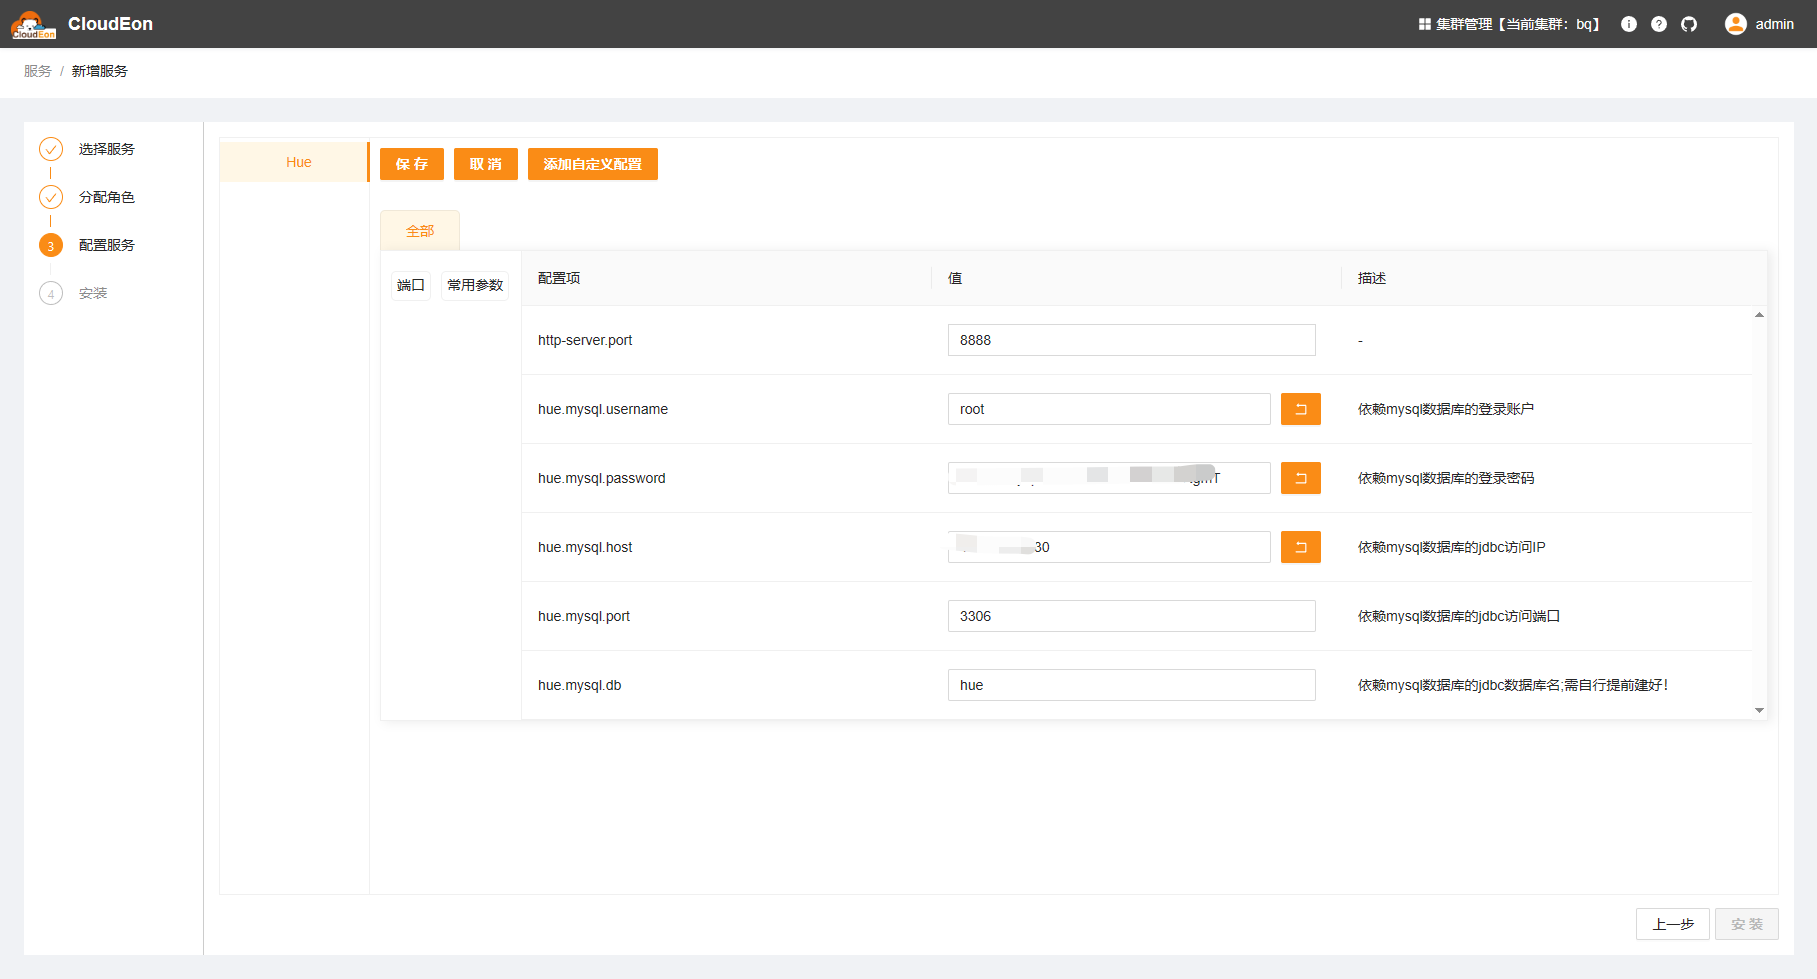 CloudEon
CloudEon
集群管理【当前集群：bq】
admin
服务 / 新增服务
选择服务
分配角色
3 配置服务
4 安装
Hue
保 存
取 消
添加自定义配置
全部
端口
常用参数
配置项
值
描述
http-server.port
8888
-
hue.mysql.username
root
依赖mysql数据库的登录账户
hue.mysql.password
依赖mysql数据库的登录密码
hue.mysql.host
30
依赖mysql数据库的jdbc访问IP
hue.mysql.port
3306
依赖mysql数据库的jdbc访问端口
hue.mysql.db
hue
依赖mysql数据库的jdbc数据库名;需自行提前建好！
上一步
安 装